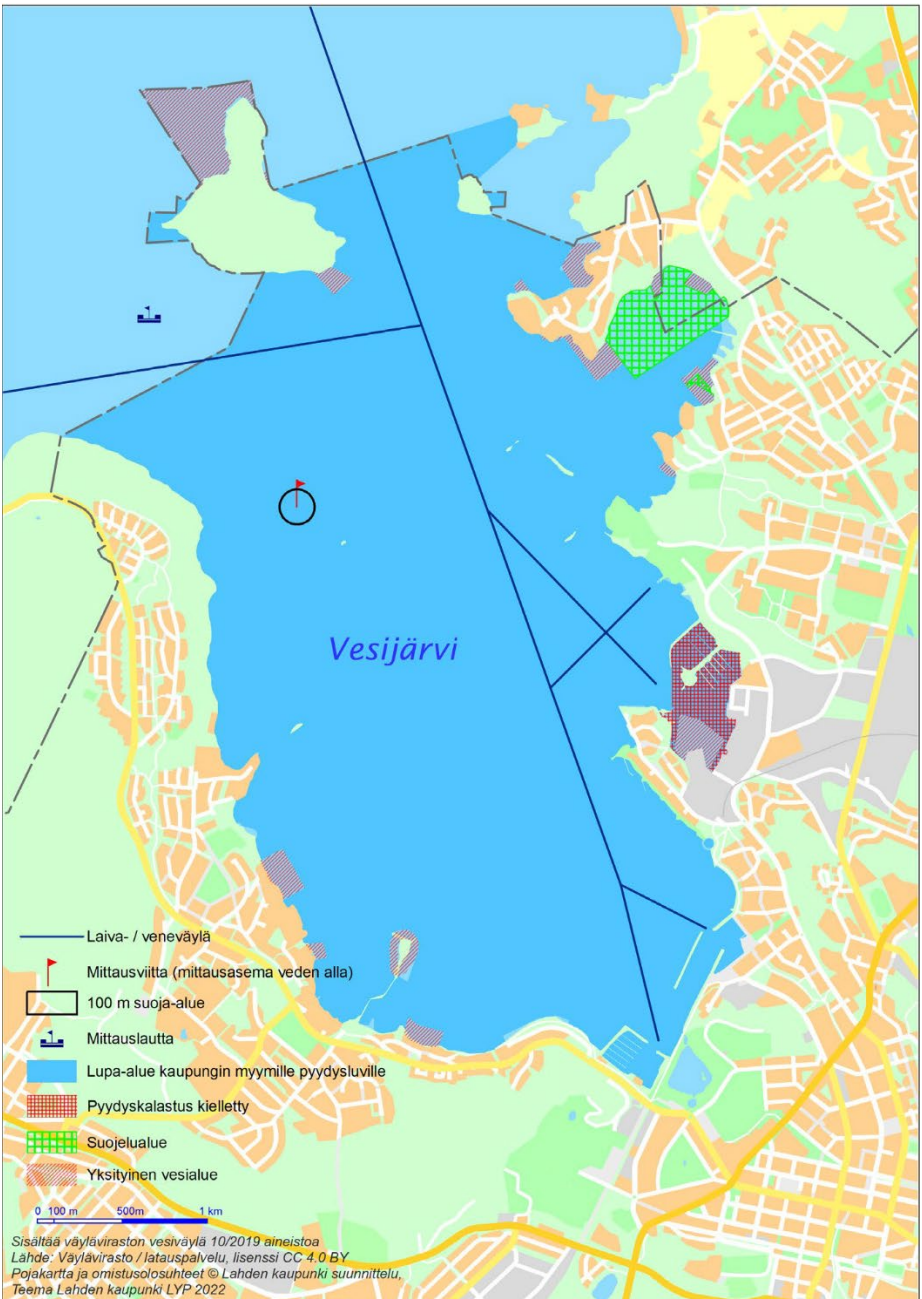 Vesijärvi
Laiva- / veneväylä
Mittausviitta (mittausasema veden alla)
100 m suoja-alue
Mittauslautta
Lupa-alue kaupungin myymille pyydysluville
Pyydyskalastus kielletty
Suojelualue
Yksityinen vesialue
0 100 m 500m 1 km
Sisältää väyläviraston vesiväylä 10/2019 aineistoa
Lähde: Väylävirasto / latauspalvelu, lisenssi CC 4.0 BY
Pojakartta ja omistusolosuhteet © Lahden kaupunki suunnittelu,
Teema Lahden kaupunki LYP 2022